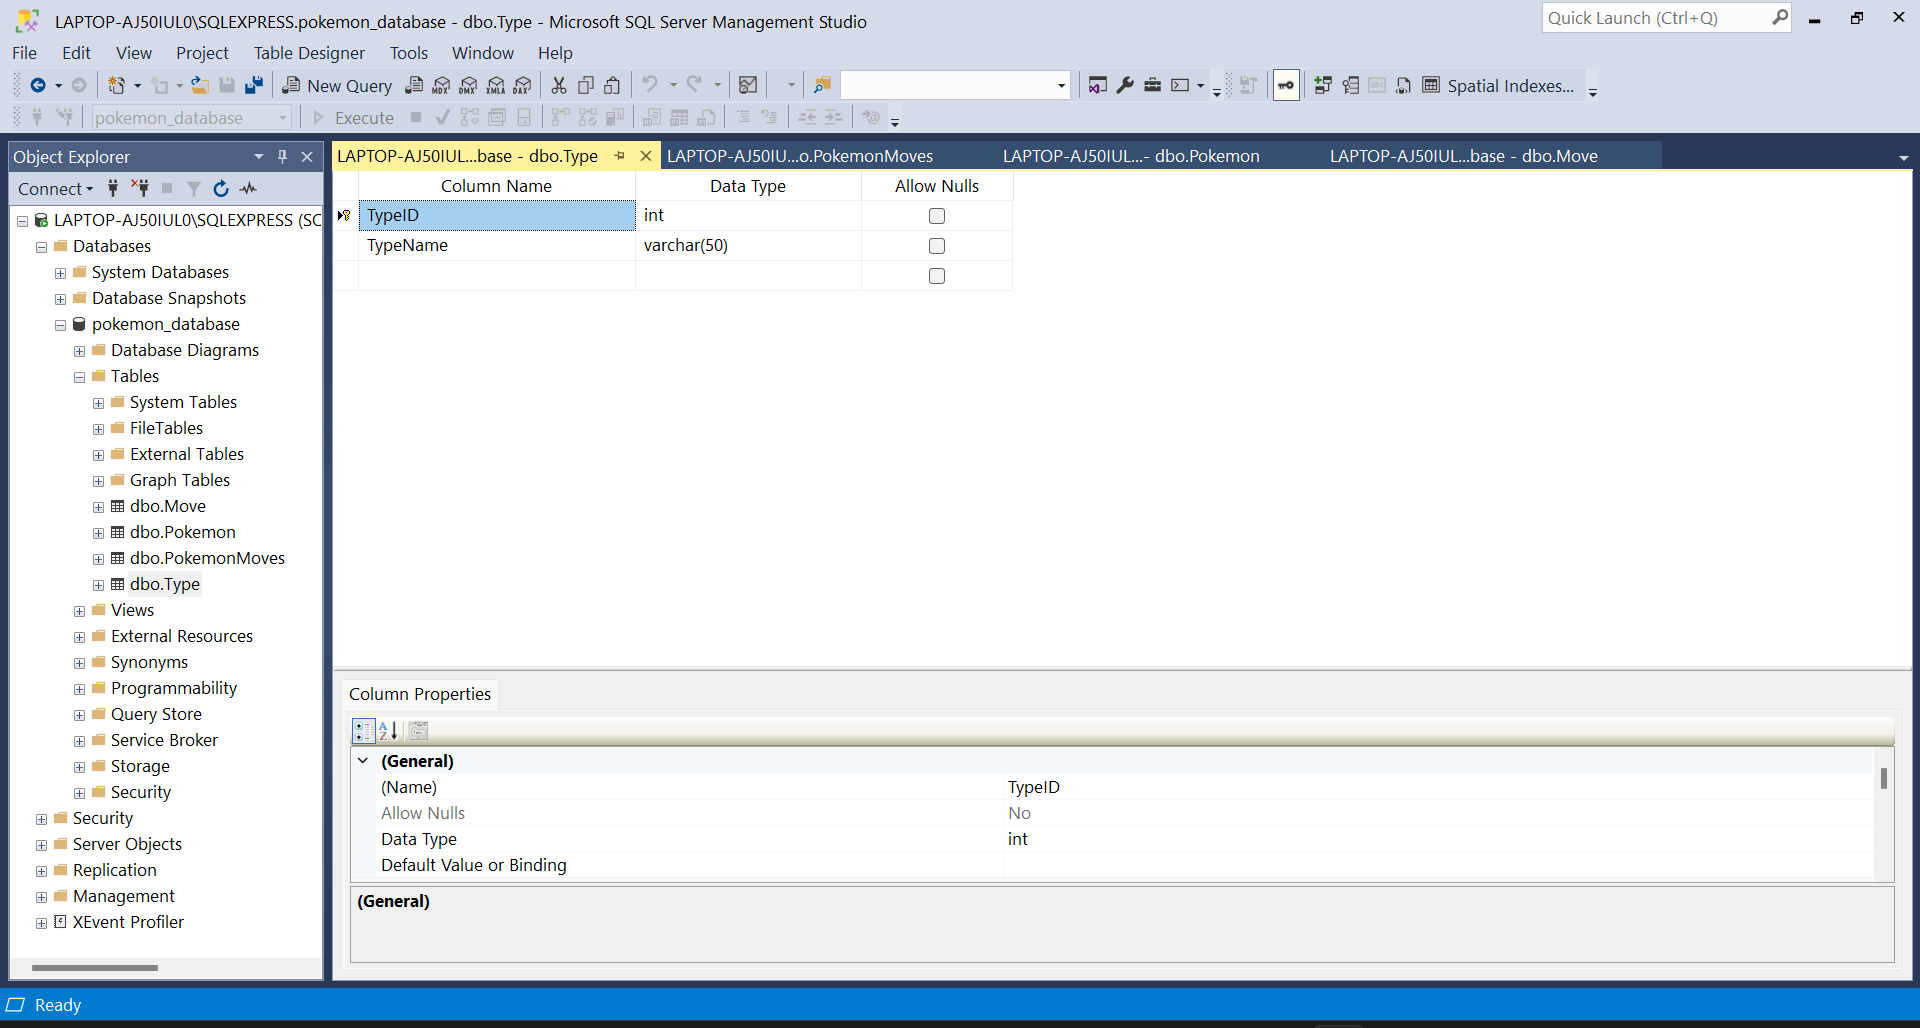 LAPTOP-AJ50IUL0\SQLEXPRESS.pokemon_database - dbo.Type - Microsoft SQL Server Management Studio
Quick Launch (Ctrl+Q)
File Edit View Project Table Designer Tools Window Help
New Query
MDX DMX XMLA DAX
Spatial Indexes...
pokemon_database
Execute
Object Explorer
Connect
LAPTOP-AJ50IUL0\SQLEXPRESS (SC
Databases
System Databases
Database Snapshots
pokemon_database
Database Diagrams
Tables
System Tables
FileTables
External Tables
Graph Tables
dbo.Move
dbo.Pokemon
dbo.PokemonMoves
dbo.Type
Views
External Resources
Synonyms
Programmability
Query Store
Service Broker
Storage
Security
Security
Server Objects
Replication
Management
XEvent Profiler
LAPTOP-AJ50IUL...base - dbo.Type
LAPTOP-AJ50IU...o.PokemonMoves
LAPTOP-AJ50IUL...- dbo.Pokemon
LAPTOP-AJ50IUL...base - dbo.Move
Column Name Data Type Allow Nulls
TypeID int
TypeName varchar(50)
Column Properties
(General)
(Name) TypeID
Allow Nulls No
Data Type int
Default Value or Binding
(General)
Ready